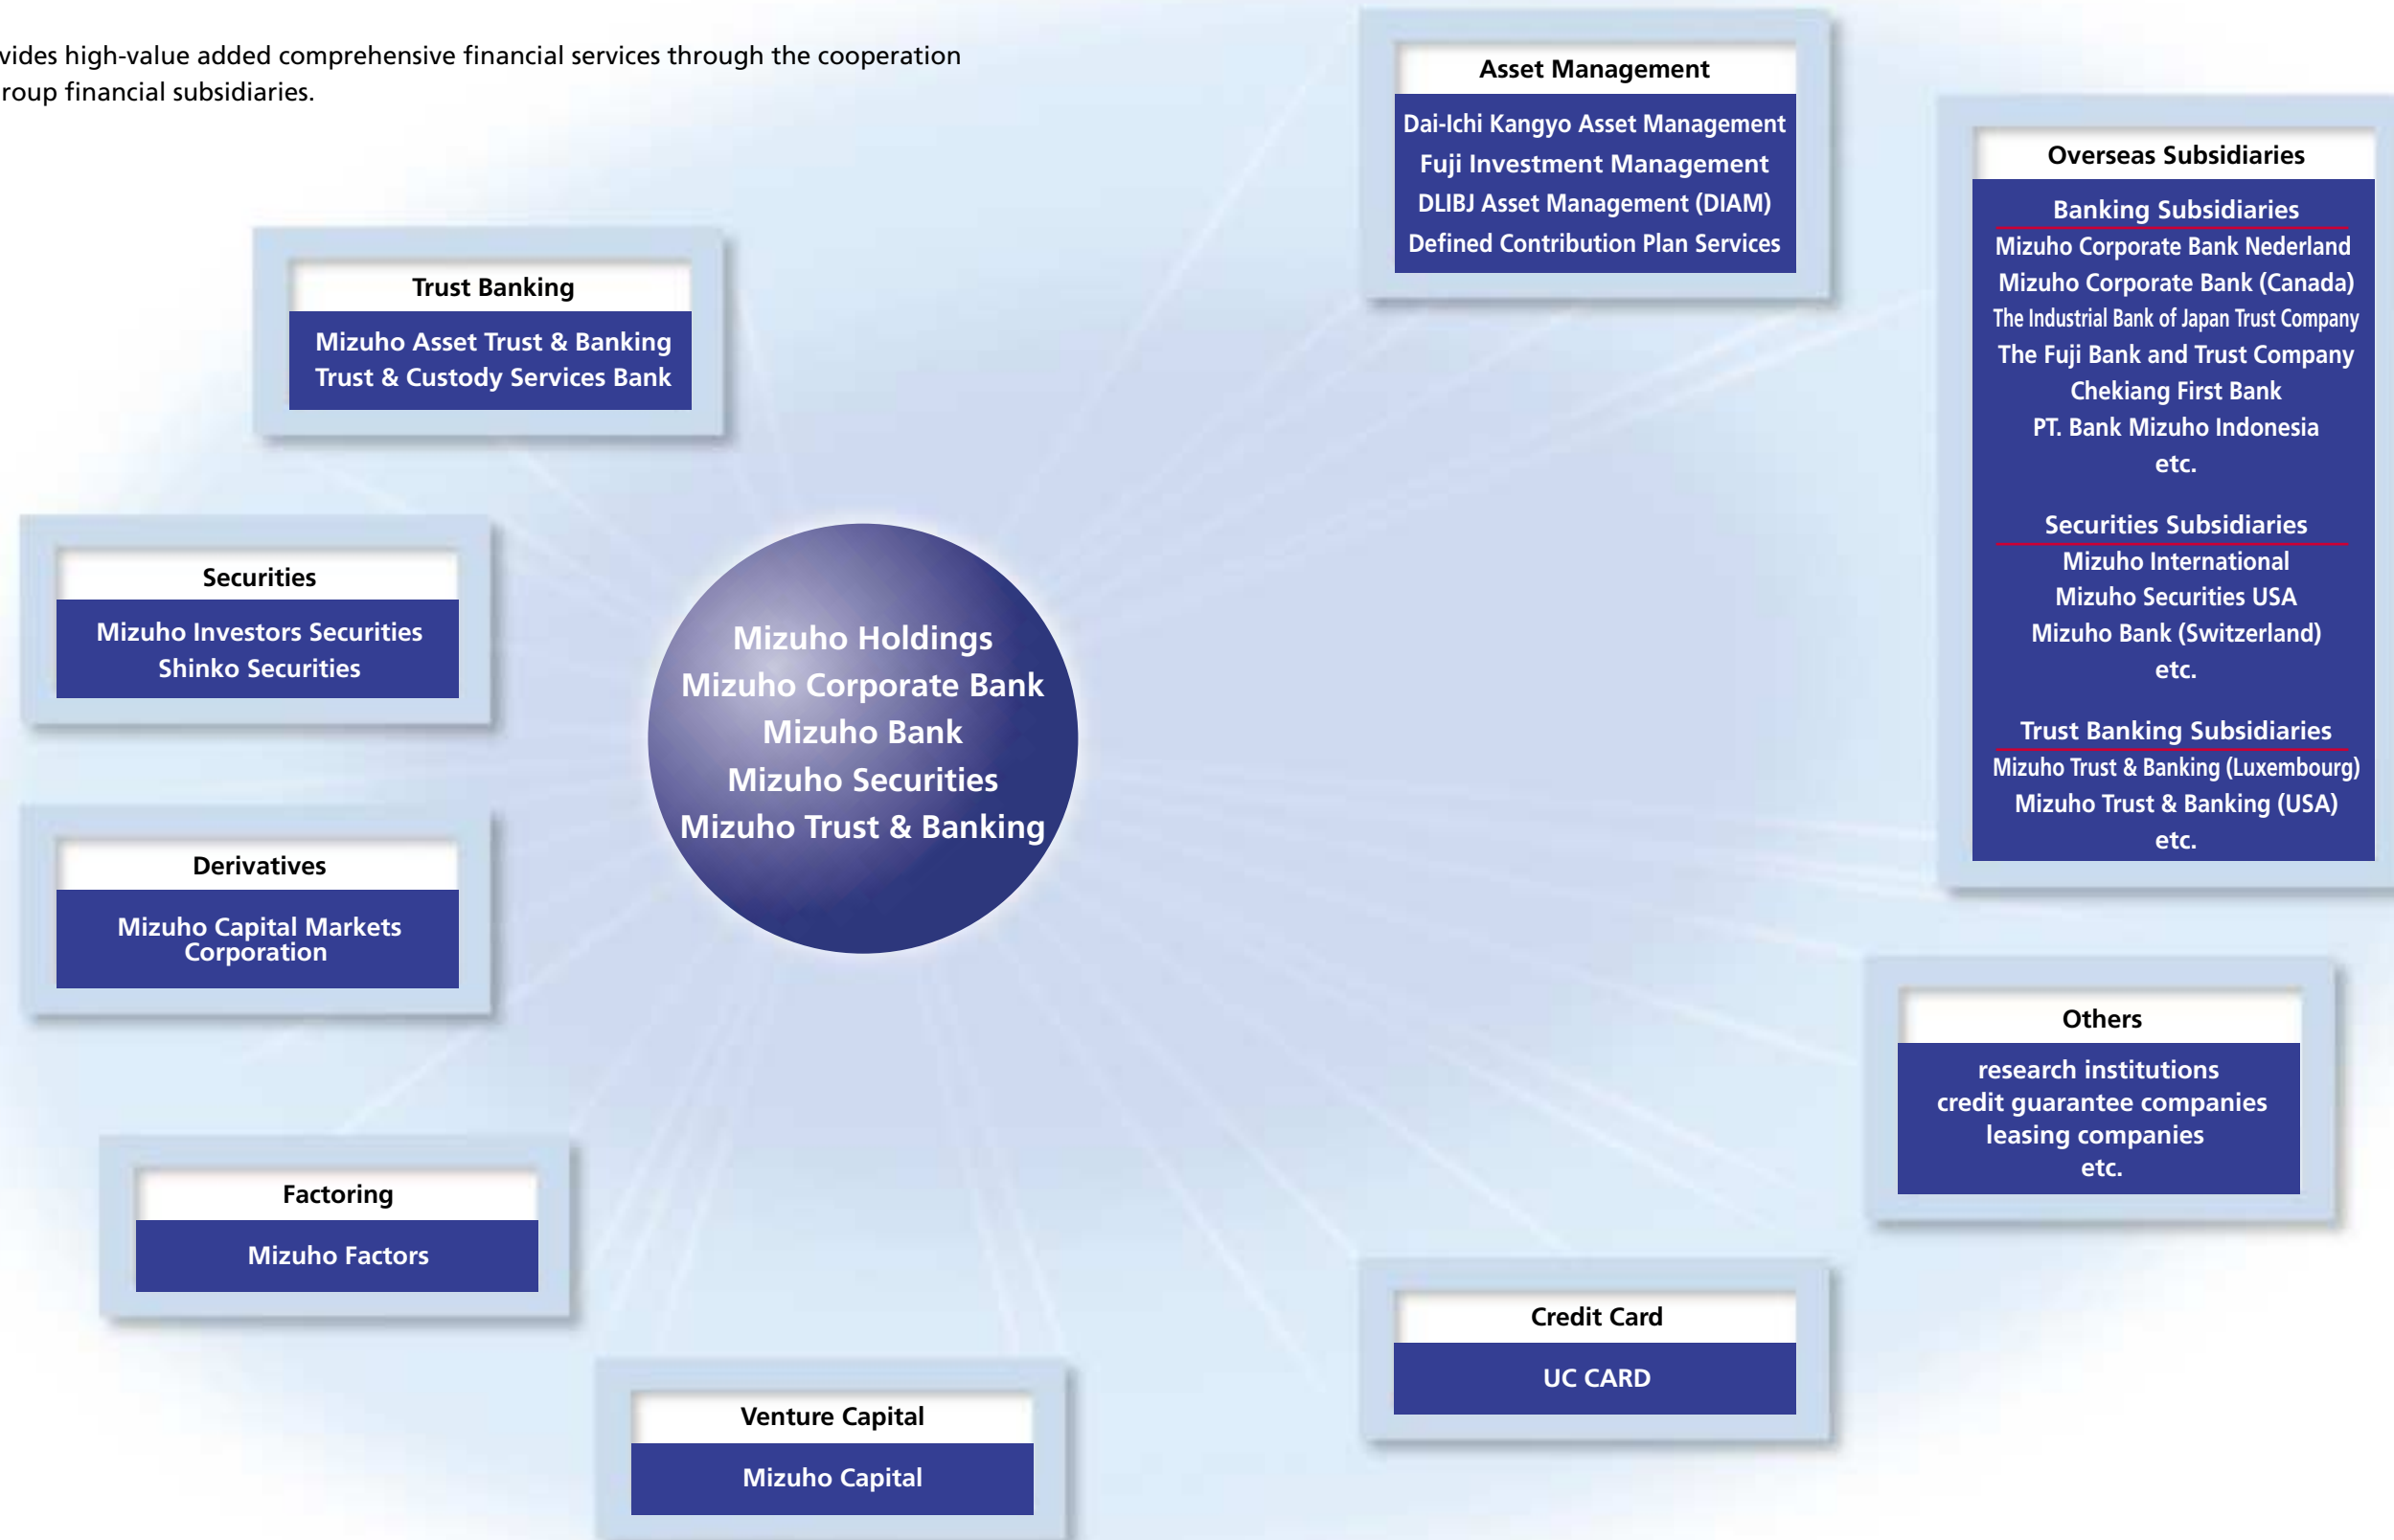 vides high-value added comprehensive financial services through the cooperation
roup financial subsidiaries.
Asset Management
Dai-Ichi Kangyo Asset Management
Fuji Investment Management
DLIBJ Asset Management (DIAM)
Defined Contribution Plan Services
Overseas Subsidiaries
Banking Subsidiaries
Mizuho Corporate Bank Nederland
Mizuho Corporate Bank (Canada)
The Industrial Bank of Japan Trust Company
The Fuji Bank and Trust Company
Chekiang First Bank
PT. Bank Mizuho Indonesia
etc.
Securities Subsidiaries
Mizuho International
Mizuho Securities USA
Mizuho Bank (Switzerland)
etc.
Trust Banking Subsidiaries
Mizuho Trust & Banking (Luxembourg)
Mizuho Trust & Banking (USA)
etc.
Trust Banking
Mizuho Asset Trust & Banking
Trust & Custody Services Bank
Securities
Mizuho Investors Securities
Shinko Securities
Mizuho Holdings
Mizuho Corporate Bank
Mizuho Bank
Mizuho Securities
Mizuho Trust & Banking
Derivatives
Mizuho Capital Markets
Corporation
Others
research institutions
credit guarantee companies
leasing companies
etc.
Factoring
Mizuho Factors
Credit Card
UC CARD
Venture Capital
Mizuho Capital